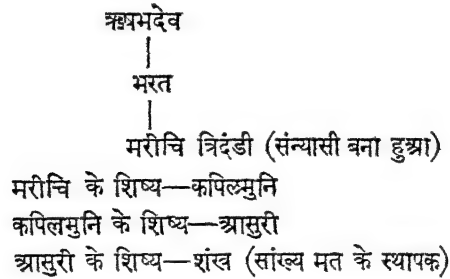 ऋषभदेव
भरत
मरीचि त्रिदंडी (संन्यासी बना हुआ)
मरीचि के शिष्य—कपिलमुनि
कपिलमुनि के शिष्य—आसुरी
आसुरी के शिष्य—शंख (सांख्य मत के स्थापक)